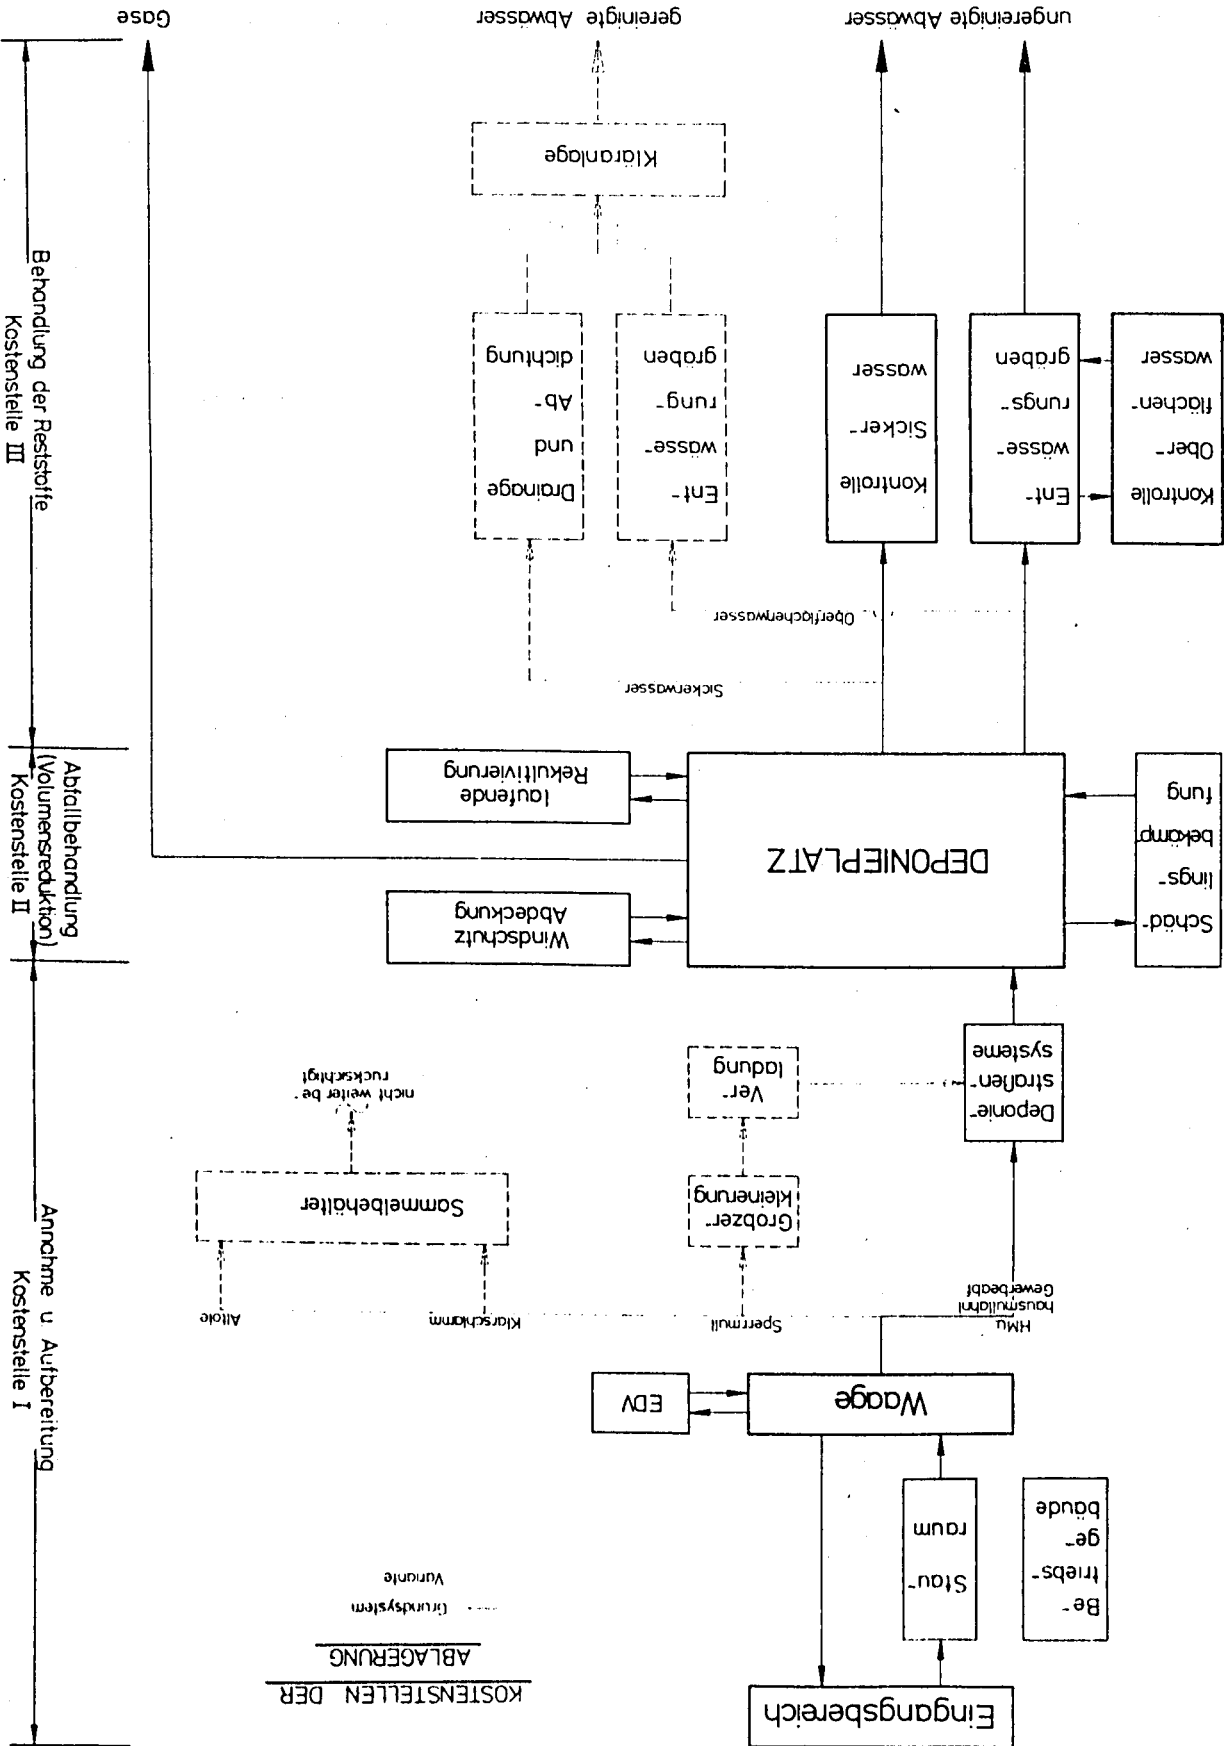 KOSTENSTELLEN DER
ABLAGERUNG
Grundsystem
Variante
Eingangsbereich
Be-
triebs-
ge-
bäude
Stau-
raum
Waage
EDV
HMu
hausmüllähnl
Gewerbeabf
Sperrmüll
Klärschlamm
Altöle
Grobzer-
kleinerung
Ver-
ladung
Sammelbehälter
nicht weiter be-
rücksichtigt
Deponie-
straßen-
systeme
Schäd-
lings-
bekämp
fung
DEPONIEPLATZ
Windschutz
Abdeckung
laufende
Rekultivierung
Sickerwasser
Oberflächenwasser
Kontrolle
Ober-
flächen-
wasser
Ent-
wässe-
rungs-
gräben
Kontrolle
Sicker-
wasser
Ent-
wässe-
rung-
gräben
Drainage
und
Ab-
dichtung
Kläranlage
ungereinigte Abwässer
gereinigte Abwässer
Gase
Annahme u. Aufbereitung
Kostenstelle I
Abfallbehandlung
(Volumensreduktion)
Kostenstelle II
Behandlung der Reststoffe
Kostenstelle III